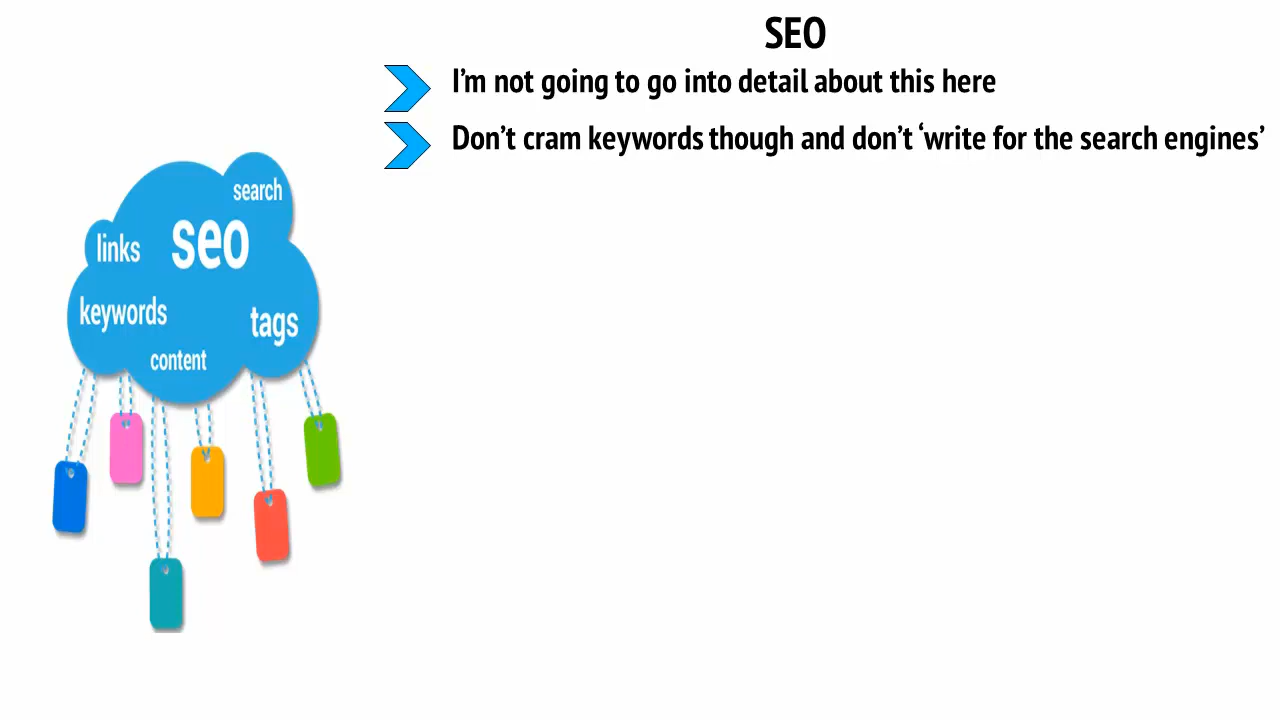 SEO
I’m not going to go into detail about this here
Don’t cram keywords though and don’t ‘write for the search engines’
search
seo
links
keywords
tags
content